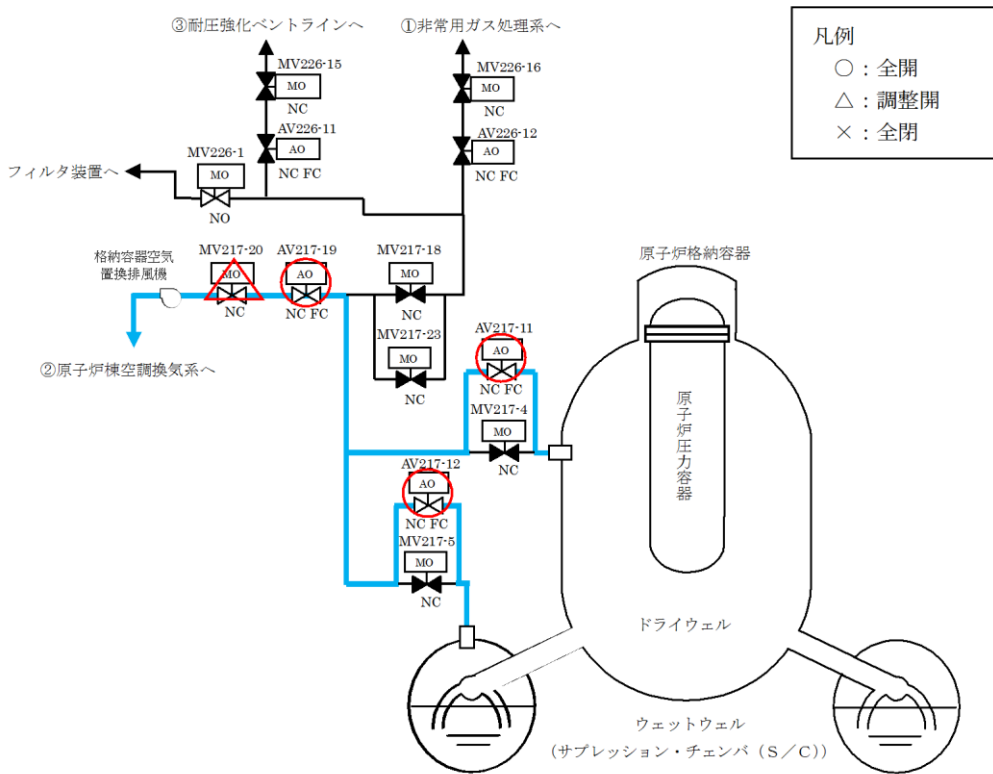 ③耐圧強化ベントラインへ
①非常用ガス処理系へ
凡例
○：全開
△：調整開
×：全閉
MV226-15
MO
NC
MV226-16
MO
NC
AV226-11
AO
NC FC
AV226-12
AO
NC FC
MV226-1
MO
NO
フィルタ装置へ
格納容器空気
置換排風機
MV217-20
MO
NC
AV217-19
AO
NC FC
MV217-18
MO
NC
MV217-23
MO
NC
②原子炉棟空調換気系へ
AV217-11
AO
NC FC
MV217-4
MO
NC
AV217-12
AO
NC FC
MV217-5
MO
NC
原子炉格納容器
原子炉圧力容器
ドライウェル
ウェットウェル
（サプレッション・チェンバ（Ｓ／Ｃ））